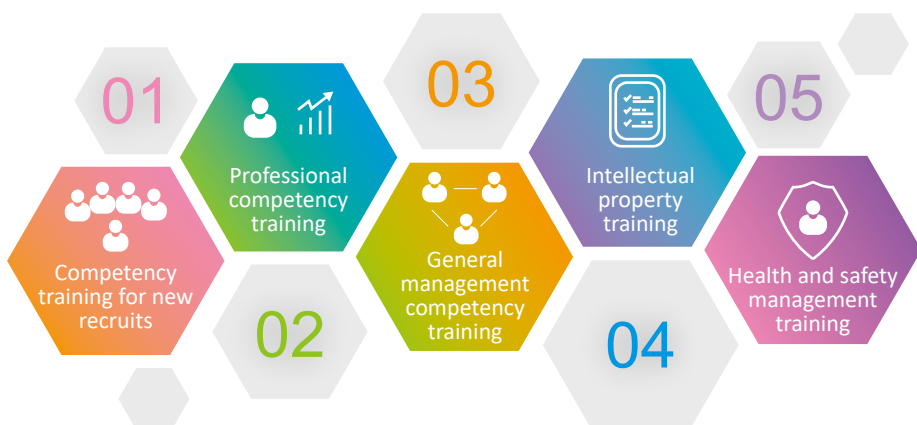 01
Competency
training for new
recruits
Professional
competency
training
02
03
General
management
competency
training
Intellectual
property
training
04
05
Health and safety
management
training